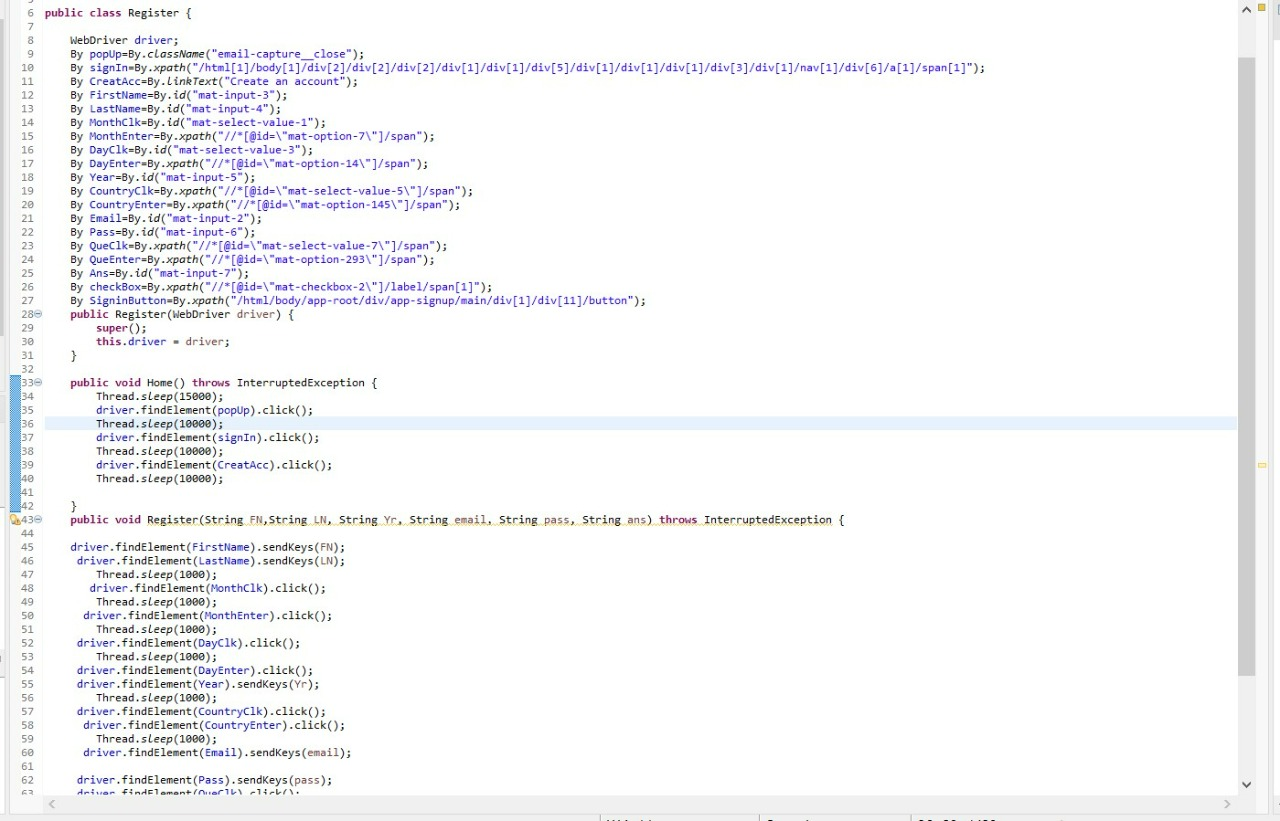 6 public class Register {
7
8 WebDriver driver;
9 By popUp=By.className("email-capture__close");
10 By signIn=By.xpath("/html[1]/body[1]/div[2]/div[2]/div[2]/div[1]/div[1]/div[5]/div[1]/div[1]/div[1]/div[3]/div[1]/nav[1]/div[6]/a[1]/span[1]");
11 By CreatAcc=By.linkText("Create an account");
12 By FirstName=By.id("mat-input-3");
13 By LastName=By.id("mat-input-4");
14 By MonthClk=By.id("mat-select-value-1");
15 By MonthEnter=By.xpath("//*[@id=\"mat-option-7\"]/span");
16 By DayClk=By.id("mat-select-value-3");
17 By DayEnter=By.xpath("//*[@id=\"mat-option-14\"]/span");
18 By Year=By.id("mat-input-5");
19 By CountryClk=By.xpath("//*[@id=\"mat-select-value-5\"]/span");
20 By CountryEnter=By.xpath("//*[@id=\"mat-option-145\"]/span");
21 By Email=By.id("mat-input-2");
22 By Pass=By.id("mat-input-6");
23 By QueClk=By.xpath("//*[@id=\"mat-select-value-7\"]/span");
24 By QueEnter=By.xpath("//*[@id=\"mat-option-293\"]/span");
25 By Ans=By.id("mat-input-7");
26 By checkBox=By.xpath("//*[@id=\"mat-checkbox-2\"]/label/span[1]");
27 By SigninButton=By.xpath("/html/body/app-root/div/app-signup/main/div[1]/div[11]/button");
28 public Register(WebDriver driver) {
29 super();
30 this.driver = driver;
31 }
32
33 public void Home() throws InterruptedException {
34 Thread.sleep(15000);
35 driver.findElement(popUp).click();
36 Thread.sleep(10000);
37 driver.findElement(signIn).click();
38 Thread.sleep(10000);
39 driver.findElement(CreatAcc).click();
40 Thread.sleep(10000);
41
42 }
43 public void Register(String FN,String LN, String Yr, String email, String pass, String ans) throws InterruptedException {
44
45 driver.findElement(FirstName).sendKeys(FN);
46 driver.findElement(LastName).sendKeys(LN);
47 Thread.sleep(1000);
48 driver.findElement(MonthClk).click();
49 Thread.sleep(1000);
50 driver.findElement(MonthEnter).click();
51 Thread.sleep(1000);
52 driver.findElement(DayClk).click();
53 Thread.sleep(1000);
54 driver.findElement(DayEnter).click();
55 driver.findElement(Year).sendKeys(Yr);
56 Thread.sleep(1000);
57 driver.findElement(CountryClk).click();
58 driver.findElement(CountryEnter).click();
59 Thread.sleep(1000);
60 driver.findElement(Email).sendKeys(email);
61
62 driver.findElement(Pass).sendKeys(pass);
63 driver.findElement(QueClk).click();